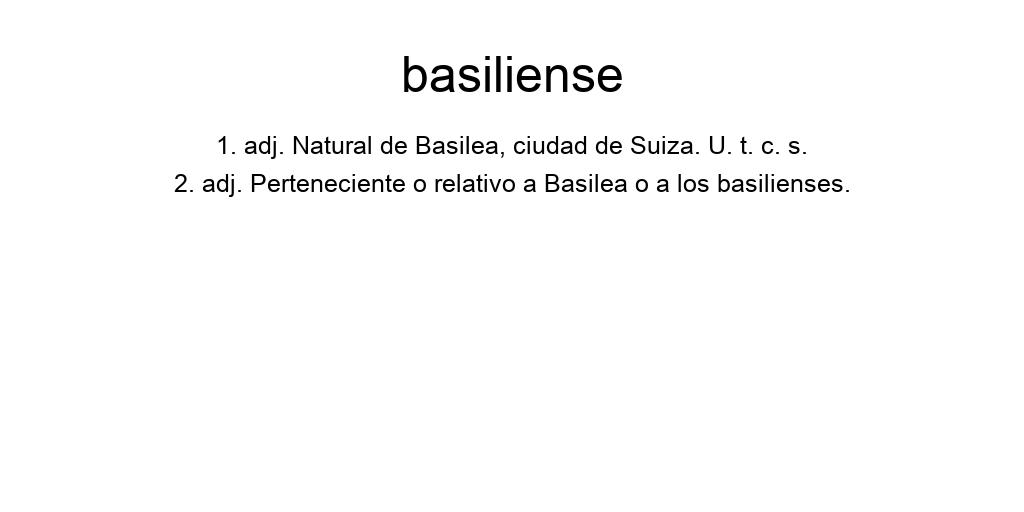 basiliense
1. adj. Natural de Basilea, ciudad de Suiza. U. t. c. s.
2. adj. Perteneciente o relativo a Basilea o a los basilienses.